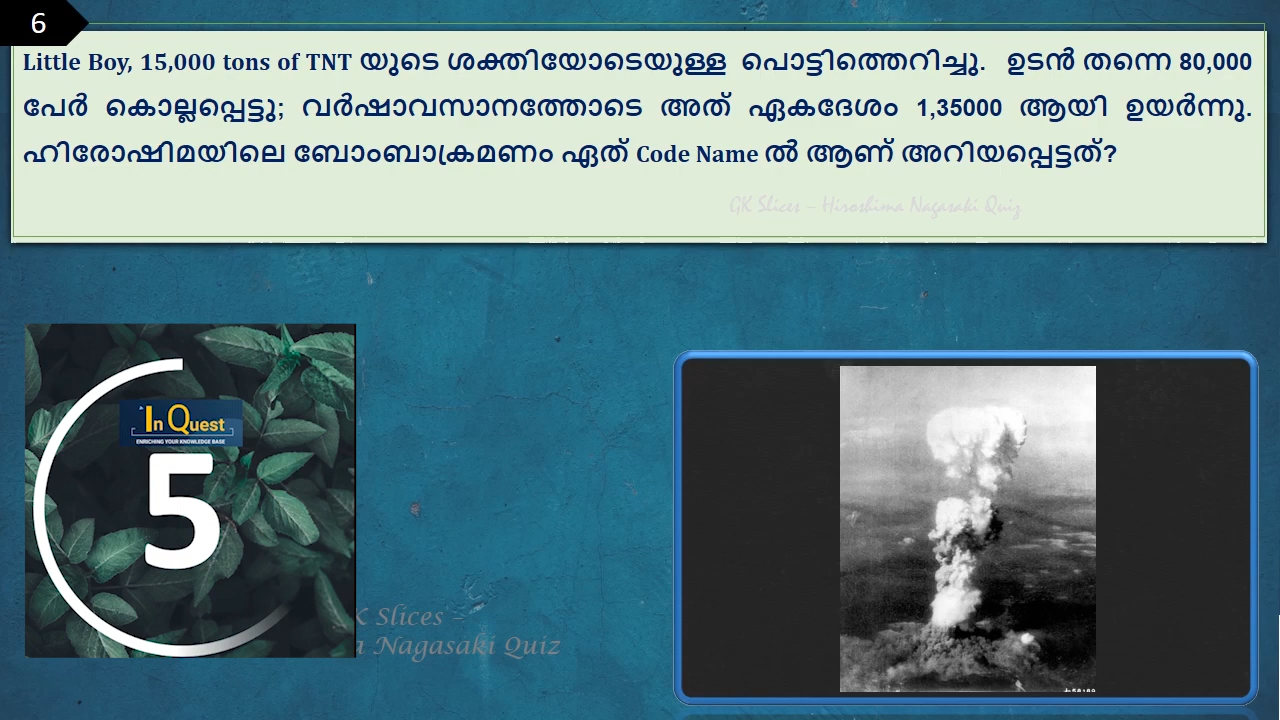 6
Little Boy, 15,000 tons of TNT യുടെ ശക്തിയോടെയുള്ള പൊട്ടിത്തെറിച്ചു. ഉടൻ തന്നെ 80,000
പേർ കൊല്ലപ്പെട്ടു; വർഷാവസാനത്തോടെ അത് ഏകദേശം 1,35000 ആയി ഉയർന്നു.
ഹിരോഷിമയിലെ ബോംബാക്രമണം ഏത് Code Name ൽ ആണ് അറിയപ്പെട്ടത്?
GK Slices – Hiroshima Nagasaki Quiz
In Quest
ENRICHING YOUR KNOWLEDGE BASE
5
K Slices –
a Nagasaki Quiz